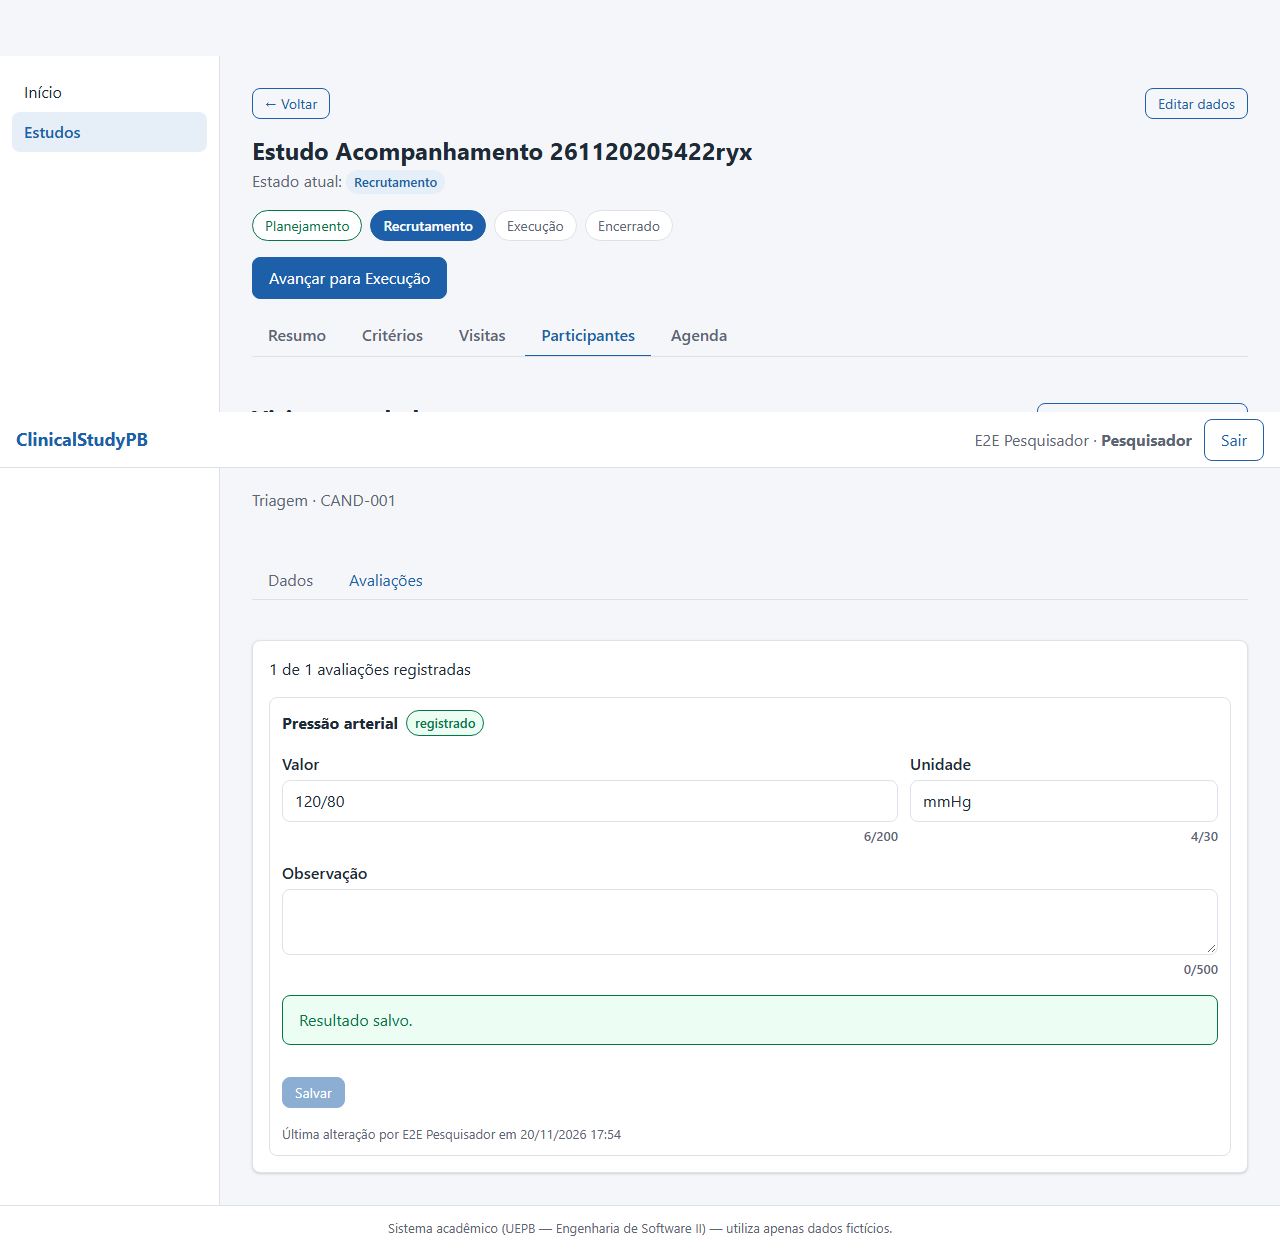 Início
Estudos
← Voltar
Editar dados
Estudo Acompanhamento 261120205422ryx
Estado atual: Recrutamento
Planejamento
Recrutamento
Execução
Encerrado
Avançar para Execução
Resumo
Critérios
Visitas
Participantes
Agenda
ClinicalStudyPB
E2E Pesquisador · Pesquisador
Sair
Triagem · CAND-001
Dados
Avaliações
1 de 1 avaliações registradas
Pressão arterial registrado
Valor
Unidade
120/80
mmHg
6/200
4/30
Observação
0/500
Resultado salvo.
Salvar
Última alteração por E2E Pesquisador em 20/11/2026 17:54
Sistema acadêmico (UEPB — Engenharia de Software II) — utiliza apenas dados fictícios.